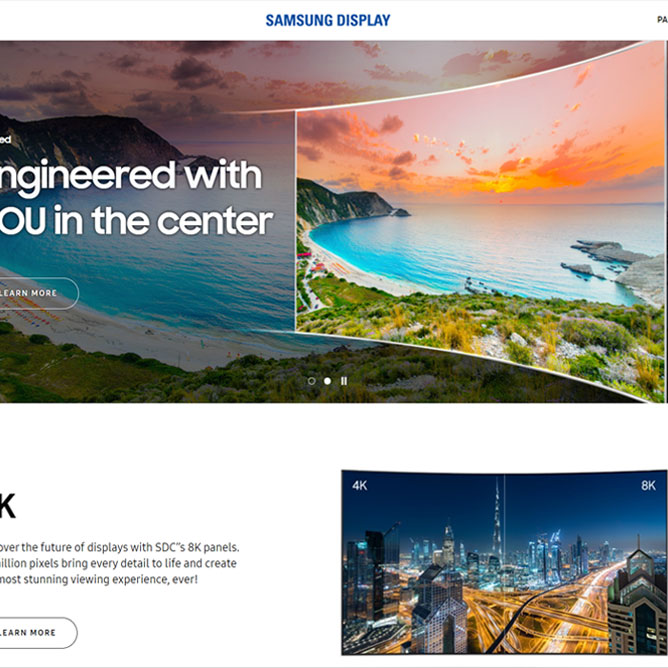 SAMSUNG DISPLAY
PA
ed
ngineered with
OU in the center
LEARN MORE
4K
8K
K
over the future of displays with SDC"s 8K panels.
illion pixels bring every detail to life and create
most stunning viewing experience, ever!
LEARN MORE